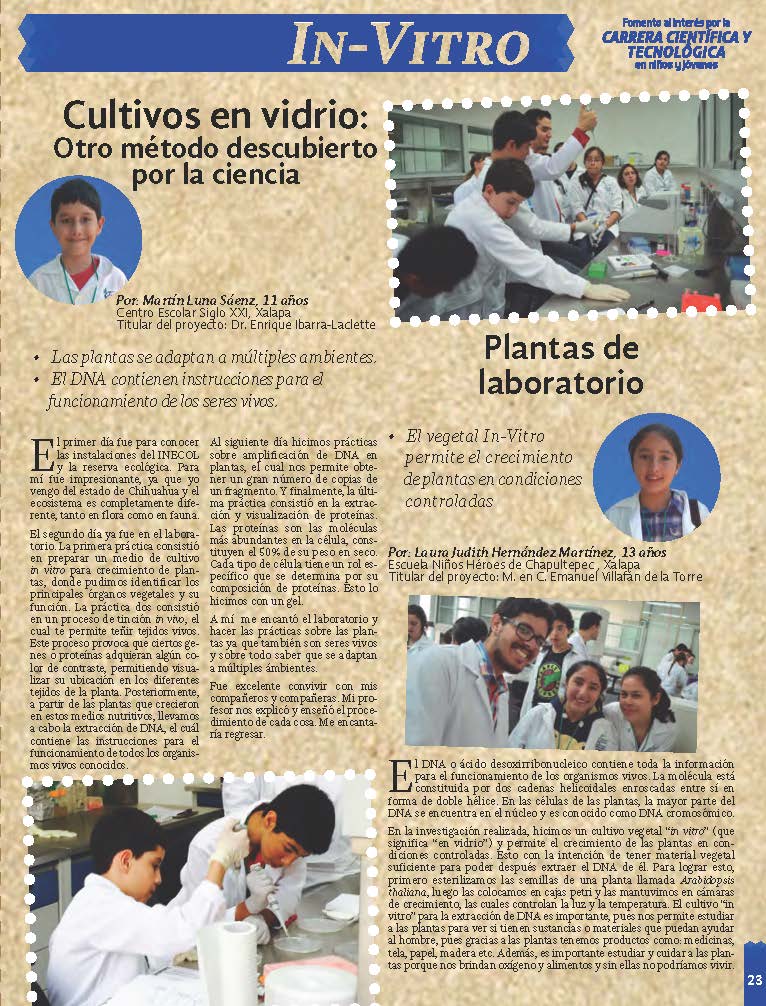 IN-VITRO
Fomento al interés por la
CARRERA CIENTÍFICA Y
TECNOLÓGICA
en niños y jóvenes
Cultivos en vidrio:
Otro método descubierto
por la ciencia
Por: Martín Luna Sáenz, 11 años
Centro Escolar Siglo XXI, Xalapa
Titular del proyecto: Dr. Enrique Ibarra-Laclette
• Las plantas se adaptan a múltiples ambientes.
• El DNA contienen instrucciones para el
funcionamiento de los seres vivos.
El primer día fue para conocer
las instalaciones del INECOL
y la reserva ecológica. Para
mí fue impresionante, ya que yo
vengo del estado de Chihuahua y el
ecosistema es completamente dife-
rente, tanto en flora como en fauna.
El segundo día ya fue en el labora-
torio. La primera práctica consistió
en preparar un medio de cultivo
in vitro para crecimiento de plan-
tas, donde pudimos identificar los
principales órganos vegetales y su
función. La práctica dos consistió
en un proceso de tinción in vivo, el
cual te permite teñir tejidos vivos.
Este proceso provoca que ciertos ge-
nes o proteínas adquieran algún co-
lor de contraste, permitiendo visua-
lizar su ubicación en los diferentes
tejidos de la planta. Posteriormente,
a partir de las plantas que crecieron
en estos medios nutritivos, llevamos
a cabo la extracción de DNA, el cuál
contiene las instrucciones para el
funcionamiento de todos los organis-
mos vivos conocidos.
Al siguiente día hicimos prácticas
sobre amplificación de DNA en
plantas, el cual nos permite obte-
ner un gran número de copias de
un fragmento. Y finalmente, la últi-
ma práctica consistió en la extrac-
ción y visualización de proteínas.
Las proteínas son las moléculas
más abundantes en la célula, cons-
tituyen el 50% de su peso en seco.
Cada tipo de célula tiene un rol es-
pecífico que se determina por su
composición de proteínas. Esto lo
hicimos con un gel.
A mí me encantó el laboratorio y
hacer las prácticas sobre las plan-
tas ya que también son seres vivos
y sobre todo saber que se adaptan
a múltiples ámbientes.
Fue excelente convivir con mis
compañeros y compañeras. Mi pro-
fesor nos explicó y enseñó el proce-
dimiento de cada cosa. Me encanta-
ría regresar.
Plantas de
laboratorio
• El vegetal In-Vitro
permite el crecimiento
de plantas en condiciones
controladas
Por: Laura Judith Hernández Martínez, 13 años
Escuela Niños Héroes de Chapultepec, Xalapa
Titular del proyecto: M. en C. Emanuel Villafán de la Torre
El DNA o ácido desoxirribonucleico contiene toda la información
para el funcionamiento de los organismos vivos. La molécula está
constituida por dos cadenas helicoidales enroscadas entre sí en
forma de doble hélice. En las células de las plantas, la mayor parte del
DNA se encuentra en el núcleo y es conocido como DNA cromosómico.
En la investigación realizada, hicimos un cultivo vegetal “in vitro” (que
significa “en vidrio”) y permite el crecimiento de las plantas en con-
diciones controladas. Esto con la intención de tener material vegetal
suficiente para poder después extraer el DNA de él. Para lograr esto,
primero esterilizamos las semillas de una planta llamada Arabidopsis
thaliana, luego las colocamos en cajas petri y las mantuvimos en cámaras
de crecimiento, las cuales controlan la luz y la temperatura. El cultivo “in
vitro” para la extracción de DNA es importante, pues nos permite estudiar
a las plantas para ver si tienen sustancias o materiales que puedan ayudar
al hombre, pues gracias a las plantas tenemos productos como: medicinas,
tela, papel, madera etc. Además, es importante estudiar y cuidar a las plan-
tas porque nos brindan oxígeno y alimentos y sin ellas no podríamos vivir.
23